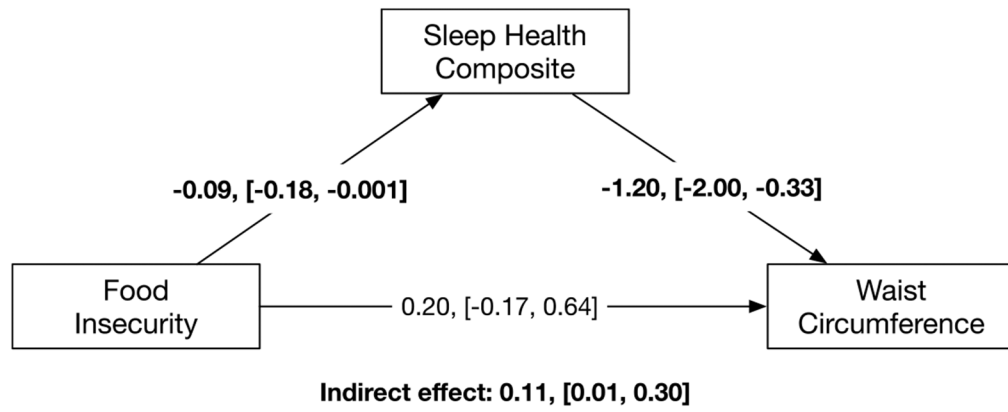 Sleep Health
Composite
-0.09, [-0.18, -0.001]
-1.20, [-2.00, -0.33]
Food
Insecurity
0.20, [-0.17, 0.64]
Waist
Circumference
Indirect effect: 0.11, [0.01, 0.30]